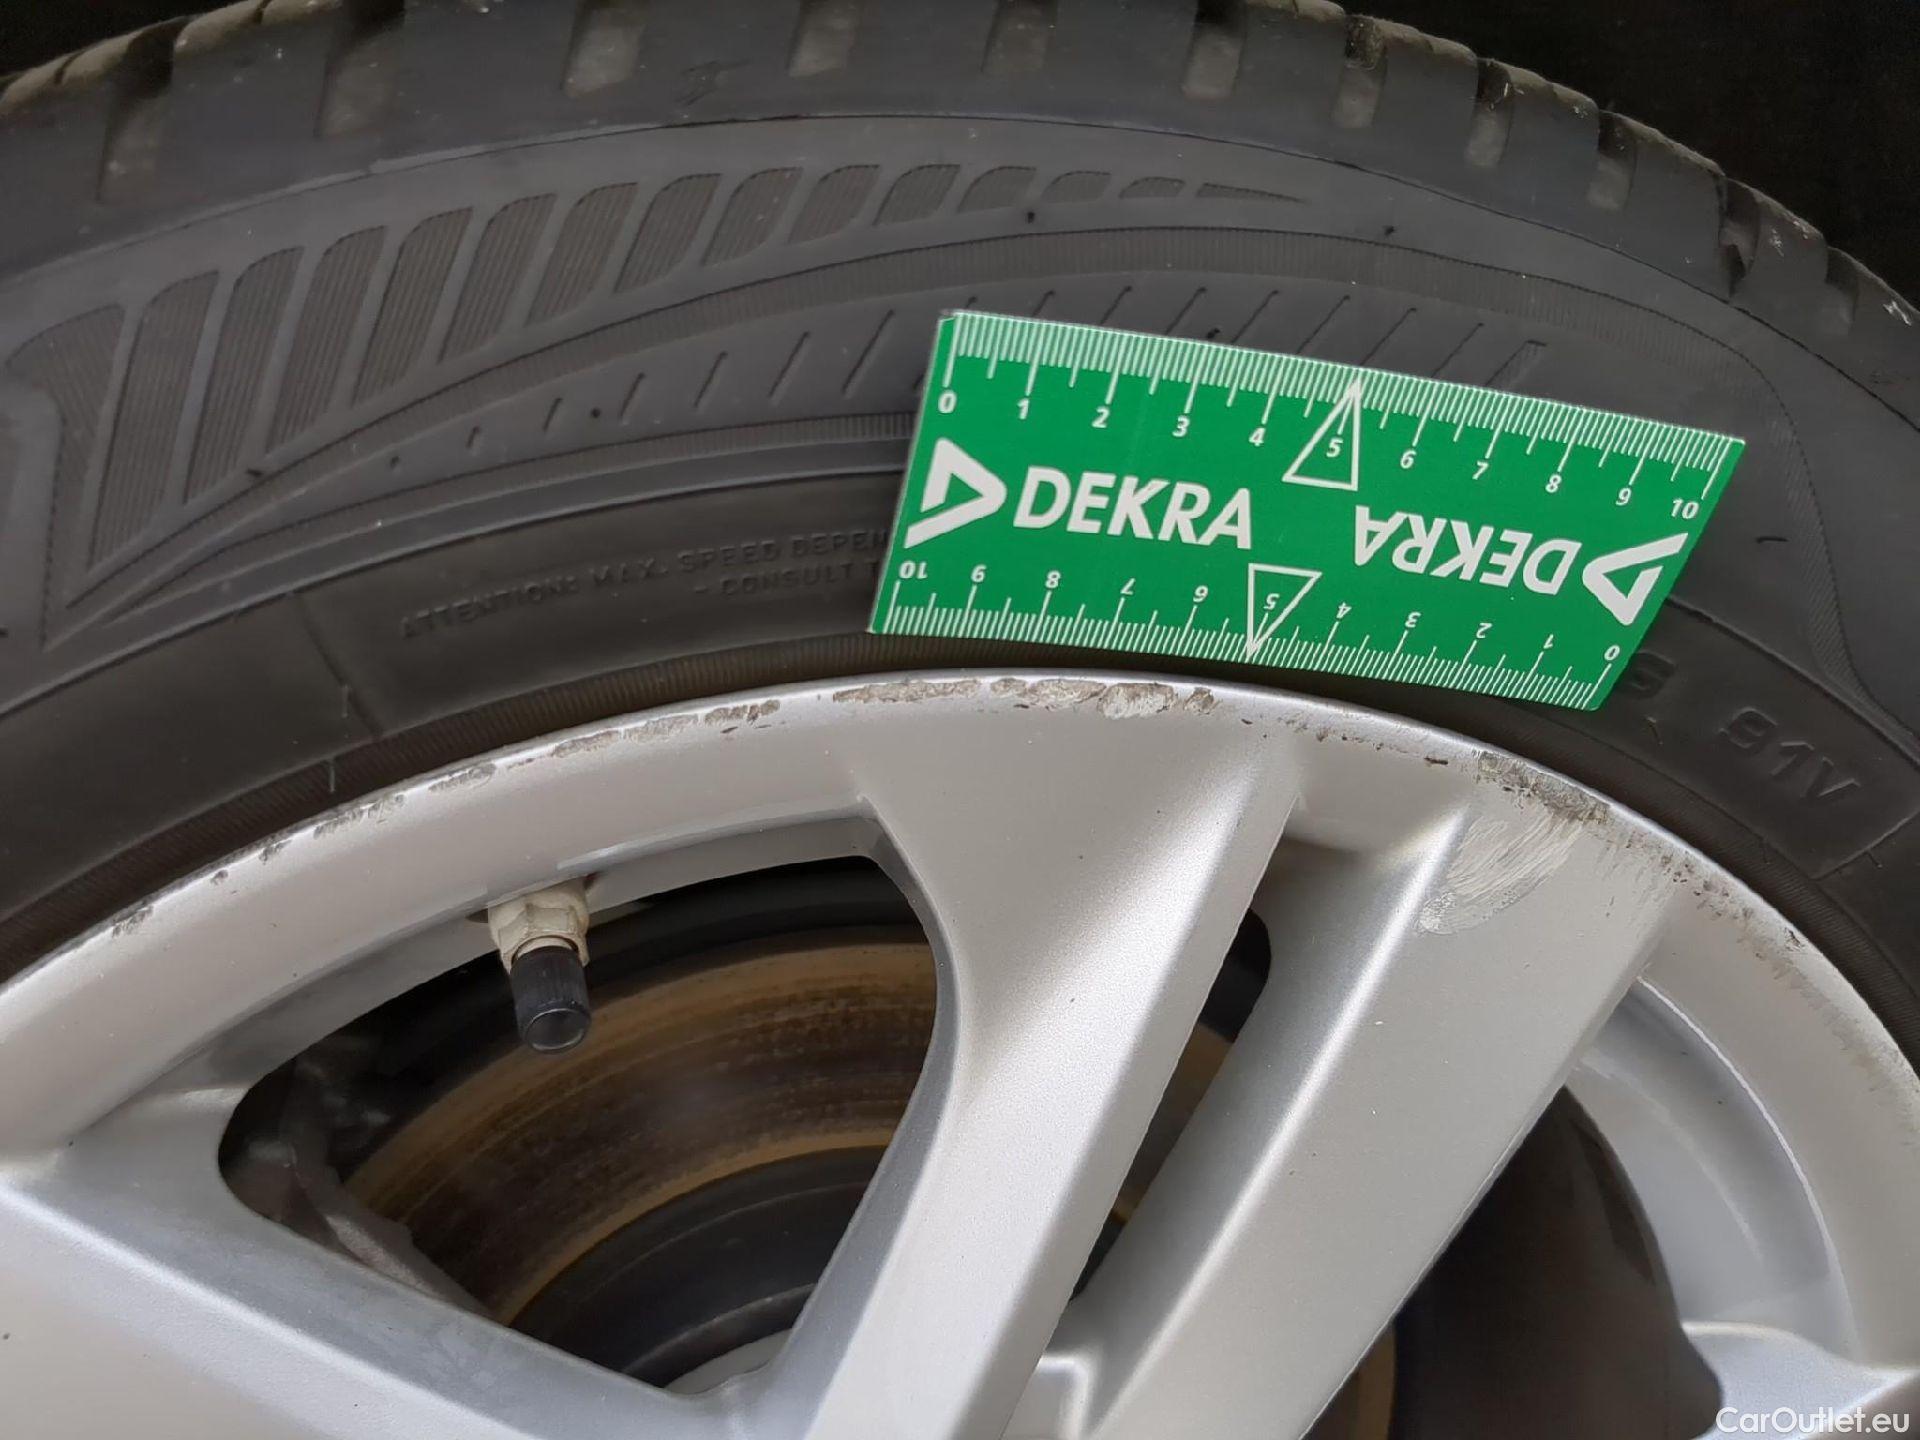 0 1 2 3 4 5 6 7 8 9 10
DEKRA
DEKRA
10 9 8 7 6 5 4 3 2 1 0
ATTENTION: MAX. SPEED
- CONSULT
91V
CarOutlet.eu